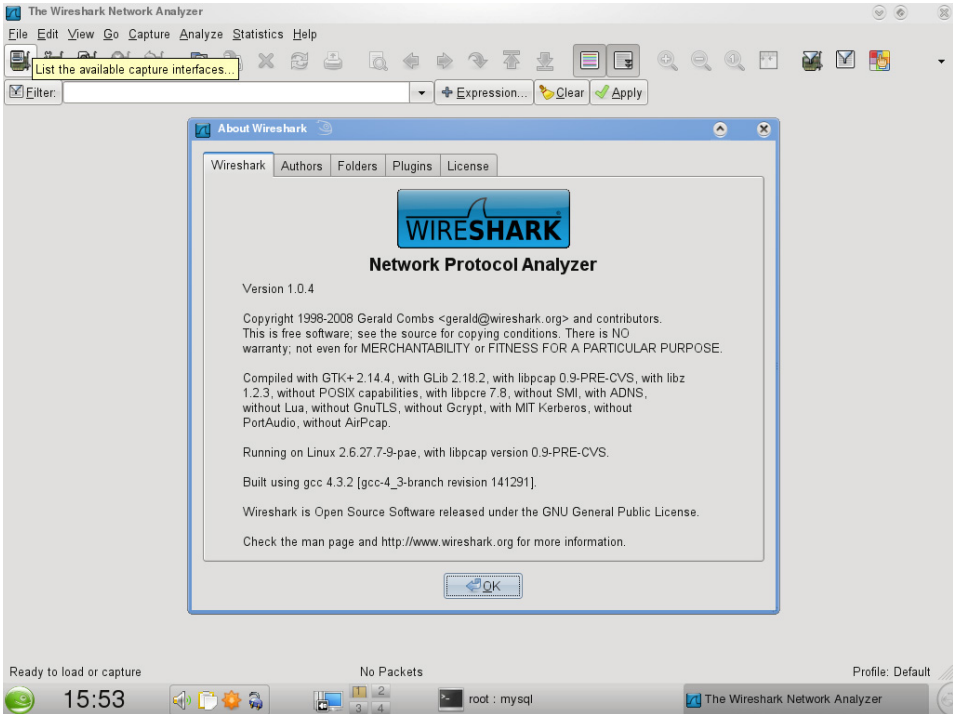 The Wireshark Network Analyzer
File Edit View Go Capture Analyze Statistics Help
List the available capture interfaces...
Filter: Expression... Clear Apply
About Wireshark
Wireshark Authors Folders Plugins License
WIRESHARK
Network Protocol Analyzer
Version 1.0.4
Copyright 1998-2008 Gerald Combs <gerald@wireshark.org> and contributors.
This is free software; see the source for copying conditions. There is NO
warranty; not even for MERCHANTABILITY or FITNESS FOR A PARTICULAR PURPOSE.
Compiled with GTK+ 2.14.4, with GLib 2.18.2, with libpcap 0.9-PRE-CVS, with libz
1.2.3, without POSIX capabilities, with libpcre 7.8, without SMI, with ADNS,
without Lua, without GnuTLS, without Gcrypt, with MIT Kerberos, without
PortAudio, without AirPcap.
Running on Linux 2.6.27.7-9-pae, with libpcap version 0.9-PRE-CVS.
Built using gcc 4.3.2 [gcc-4_3-branch revision 141291].
Wireshark is Open Source Software released under the GNU General Public License.
Check the man page and http://www.wireshark.org for more information.
OK
Ready to load or capture No Packets Profile: Default
15:53 1 2 3 4 root : mysql The Wireshark Network Analyzer